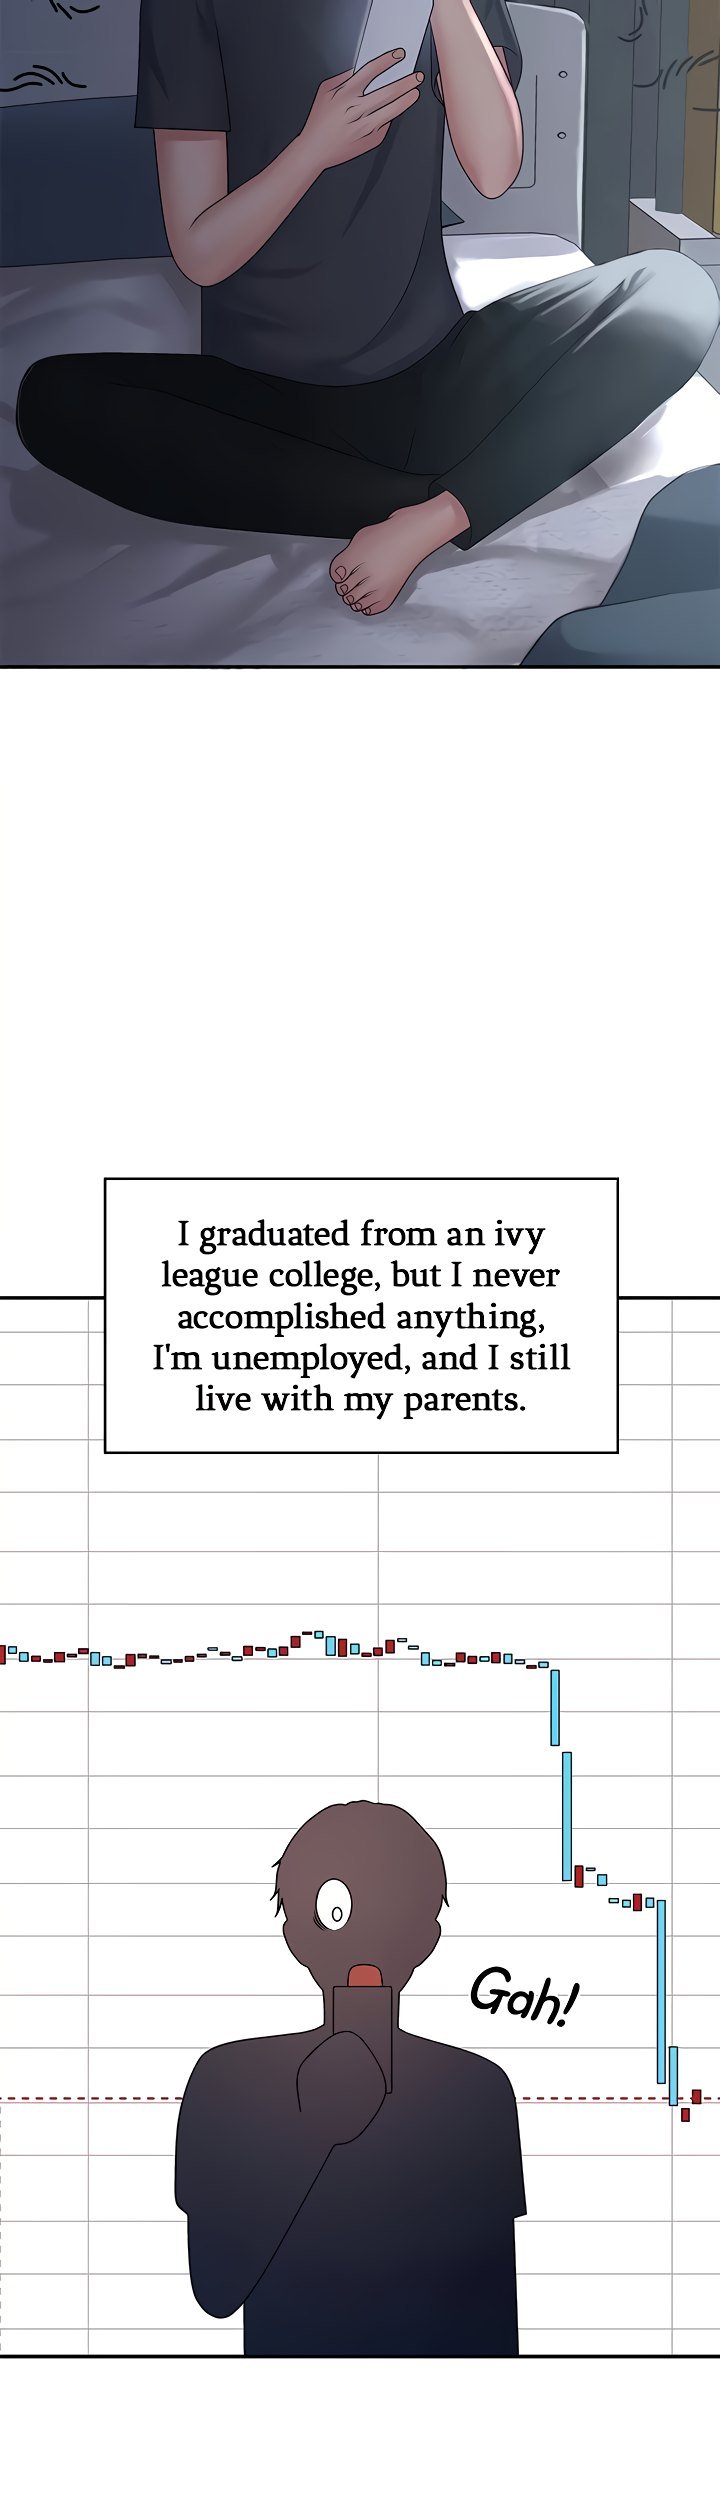 I graduated from an ivy
league college, but I never
accomplished anything,
I'm unemployed, and I still
live with my parents.
Gah!